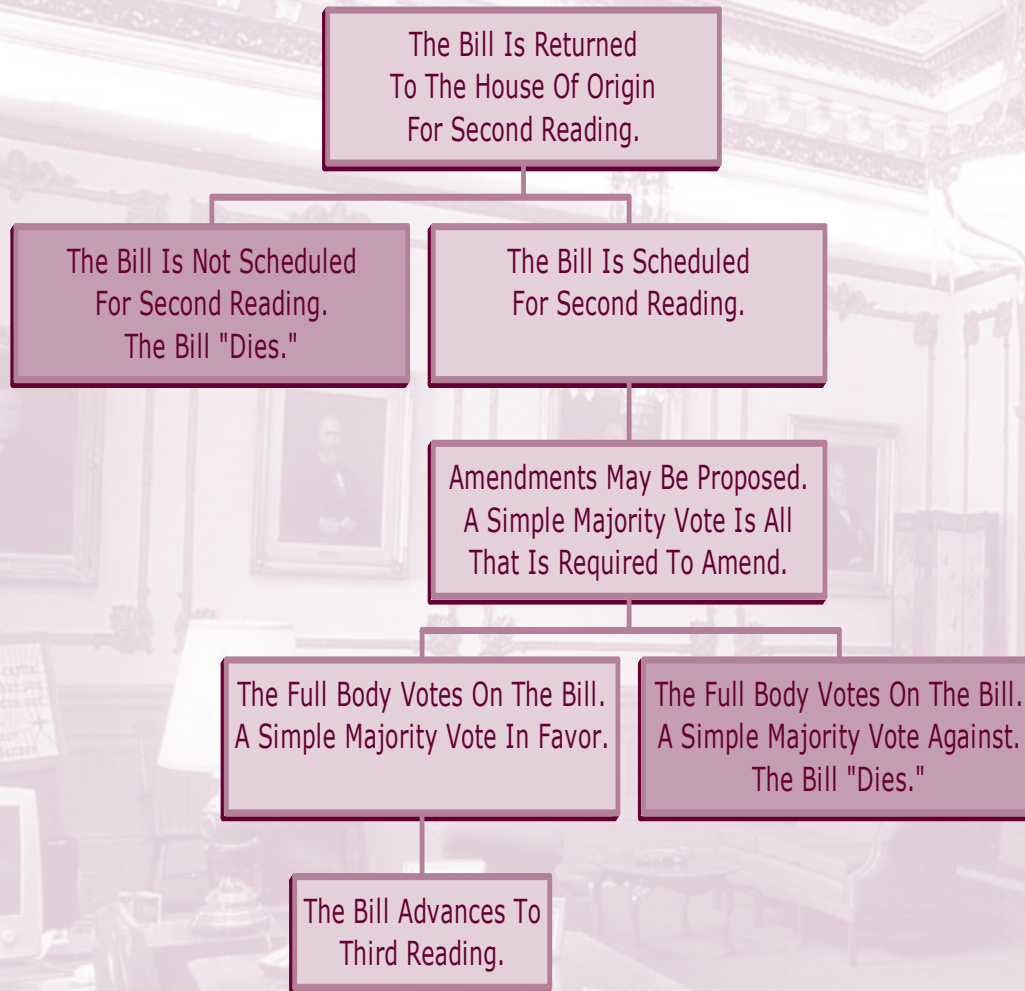 The Bill Is Returned
To The House Of Origin
For Second Reading.
The Bill Is Not Scheduled
For Second Reading.
The Bill "Dies."
The Bill Is Scheduled
For Second Reading.
Amendments May Be Proposed.
A Simple Majority Vote Is All
That Is Required To Amend.
The Full Body Votes On The Bill.
A Simple Majority Vote In Favor.
The Full Body Votes On The Bill.
A Simple Majority Vote Against.
The Bill "Dies."
The Bill Advances To
Third Reading.